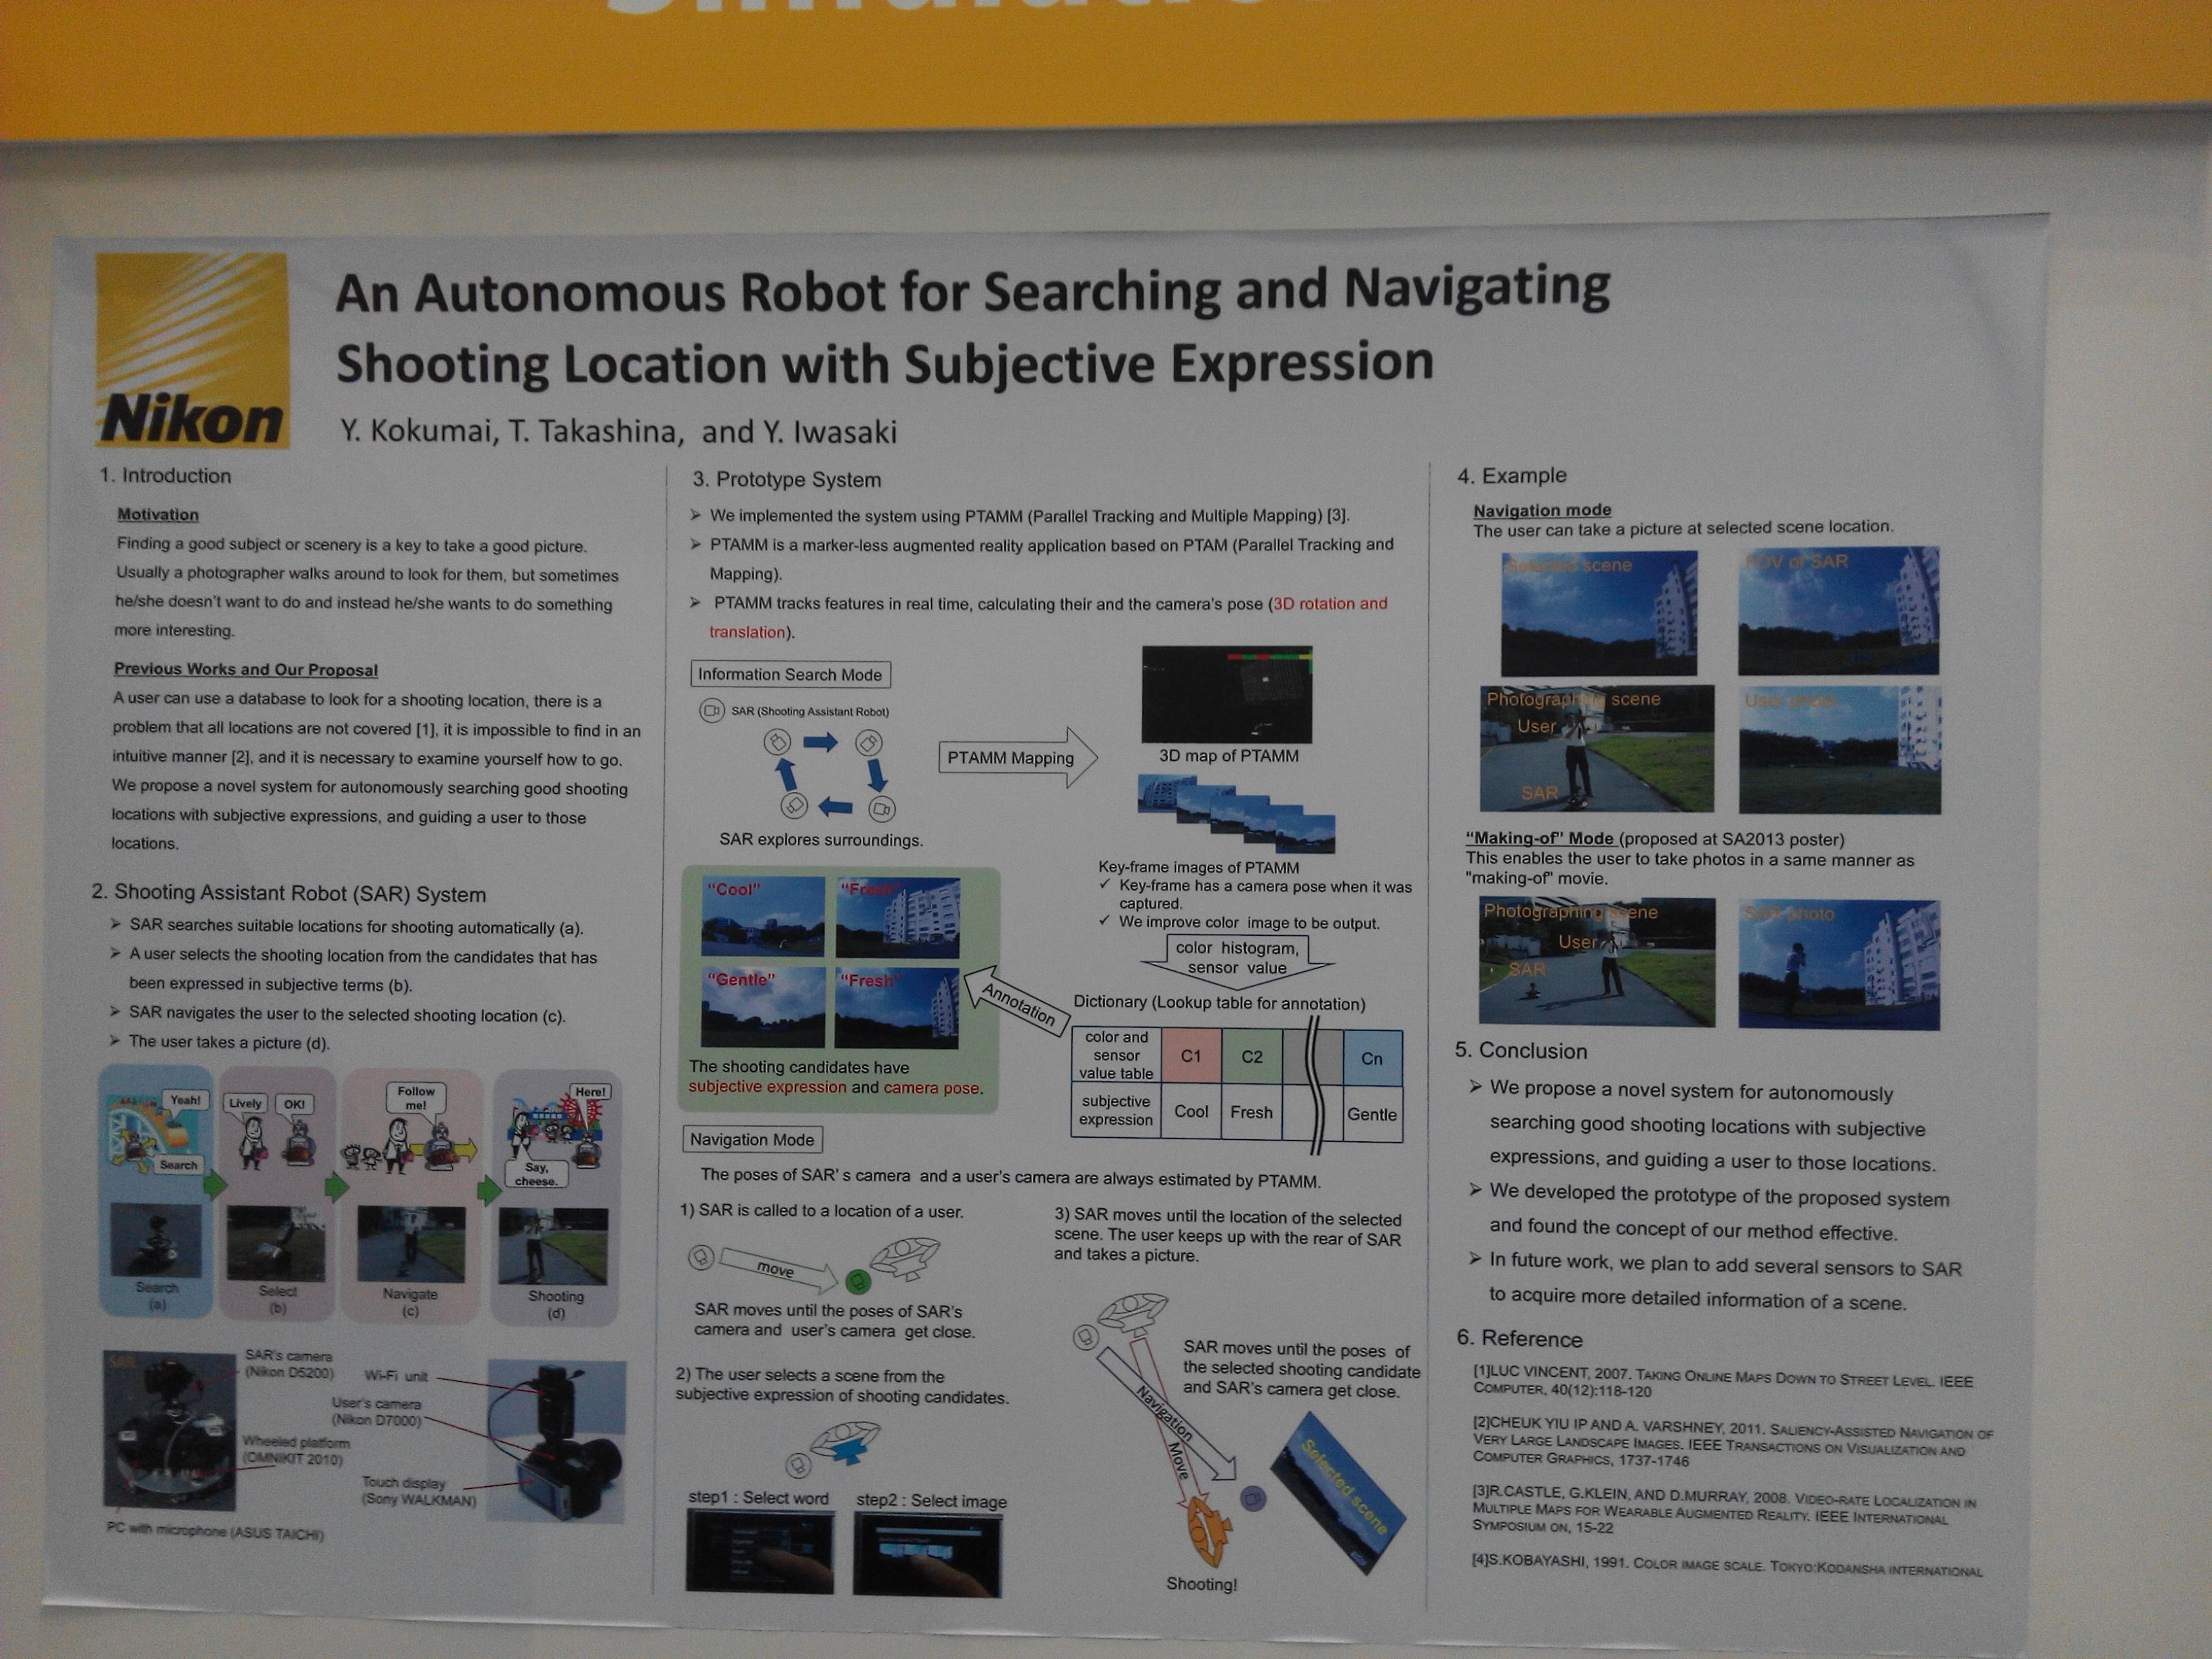 Nikon
An Autonomous Robot for Searching and Navigating
Shooting Location with Subjective Expression
Y. Kokumai, T. Takashina, and Y. Iwasaki
1. Introduction
Motivation
Finding a good subject or scenery is a key to take a good picture.
Usually a photographer walks around to look for them, but sometimes
he/she doesn't want to do and instead he/she wants to do something
more interesting.
Previous Works and Our Proposal
A user can use a database to look for a shooting location, there is a
problem that all locations are not covered [1], it is impossible to find in an
intuitive manner [2], and it is necessary to examine yourself how to go.
We propose a novel system for autonomously searching good shooting
locations with subjective expressions, and guiding a user to those
locations.
2. Shooting Assistant Robot (SAR) System
➢ SAR searches suitable locations for shooting automatically (a).
➢ A user selects the shooting location from the candidates that has
been expressed in subjective terms (b).
➢ SAR navigates the user to the selected shooting location (c).
➢ The user takes a picture (d).
Yeah!
Search
Lively
OK!
Follow
me!
Here!
Say,
cheese.
Search
(a)
Select
(b)
Navigate
(c)
Shooting
(d)
SAR
SAR's camera
(Nikon D5200)
Wi-Fi unit
User's camera
(Nikon D7000)
Wheeled platform
(OMNIKIT 2010)
Touch display
(Sony WALKMAN)
PC with microphone (ASUS TAICHI)
3. Prototype System
➢ We implemented the system using PTAMM (Parallel Tracking and Multiple Mapping) [3].
➢ PTAMM is a marker-less augmented reality application based on PTAM (Parallel Tracking and
Mapping).
➢ PTAMM tracks features in real time, calculating their and the camera's pose (3D rotation and
translation).
Information Search Mode
SAR (Shooting Assistant Robot)
SAR explores surroundings.
PTAMM Mapping
3D map of PTAMM
Key-frame images of PTAMM
✓ Key-frame has a camera pose when it was
captured.
✓ We improve color image to be output.
color histogram,
sensor value
Dictionary (Lookup table for annotation)
color and
sensor
value table
C1
C2
Cn
subjective
expression
Cool
Fresh
Gentle
Annotation
"Cool"
"Fresh"
"Gentle"
"Fresh"
The shooting candidates have
subjective expression and camera pose.
Navigation Mode
The poses of SAR's camera and a user's camera are always estimated by PTAMM.
1) SAR is called to a location of a user.
move
SAR moves until the poses of SAR's
camera and user's camera get close.
2) The user selects a scene from the
subjective expression of shooting candidates.
step1 : Select word
step2 : Select image
3) SAR moves until the location of the selected
scene. The user keeps up with the rear of SAR
and takes a picture.
SAR moves until the poses of
the selected shooting candidate
and SAR's camera get close.
Navigation
Move
Selected scene
Shooting!
4. Example
Navigation mode
The user can take a picture at selected scene location.
Selected scene
POV of SAR
Photographing scene
User
SAR
User photo
"Making-of" Mode (proposed at SA2013 poster)
This enables the user to take photos in a same manner as
"making-of" movie.
Photographing scene
User
SAR
SAR photo
5. Conclusion
➢ We propose a novel system for autonomously
searching good shooting locations with subjective
expressions, and guiding a user to those locations.
➢ We developed the prototype of the proposed system
and found the concept of our method effective.
➢ In future work, we plan to add several sensors to SAR
to acquire more detailed information of a scene.
6. Reference
[1]LUC VINCENT, 2007. TAKING ONLINE MAPS DOWN TO STREET LEVEL. IEEE
COMPUTER, 40(12):118-120
[2]CHEUK YIU IP AND A. VARSHNEY, 2011. SALIENCY-ASSISTED NAVIGATION OF
VERY LARGE LANDSCAPE IMAGES. IEEE TRANSACTIONS ON VISUALIZATION AND
COMPUTER GRAPHICS, 1737-1746
[3]R.CASTLE, G.KLEIN, AND D.MURRAY, 2008. VIDEO-RATE LOCALIZATION IN
MULTIPLE MAPS FOR WEARABLE AUGMENTED REALITY. IEEE INTERNATIONAL
SYMPOSIUM ON, 15-22
[4]S.KOBAYASHI, 1991. COLOR IMAGE SCALE. TOKYO:KODANSHA INTERNATIONAL